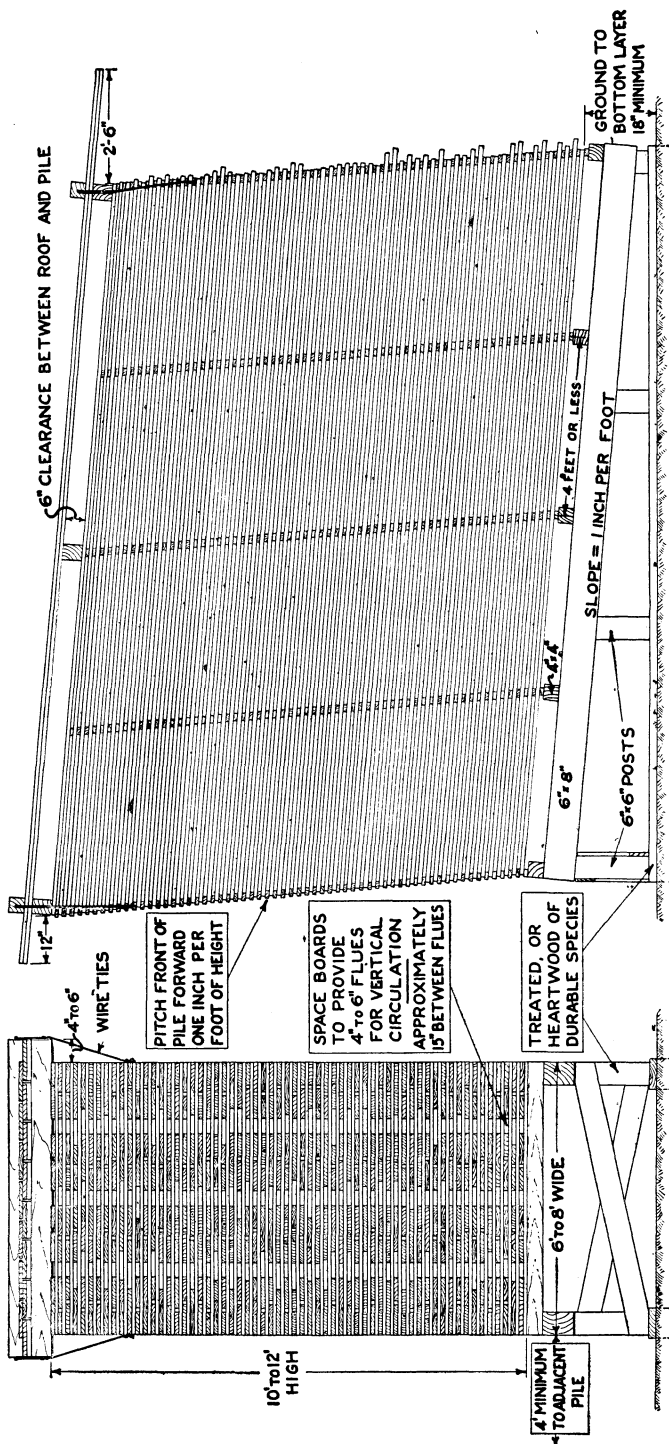 4"TO 6"
WIRE TIES
10' TO 12'
HIGH
4' MINIMUM
TO ADJACENT
PILE
6' TO 8' WIDE
12"
PITCH FRONT OF
PILE FORWARD
ONE INCH PER
FOOT OF HEIGHT
SPACE BOARDS
TO PROVIDE
4" TO 6" FLUES
FOR VERTICAL
CIRCULATION
APPROXIMATELY
15" BETWEEN FLUES
TREATED, OR
HEARTWOOD OF
DURABLE SPECIES
6" CLEARANCE BETWEEN ROOF AND PILE
2'-6"
6" x 8"
4"x4"
4 FEET OR LESS
SLOPE = 1 INCH PER FOOT
6"x6" POSTS
GROUND TO
BOTTOM LAYER
18" MINIMUM